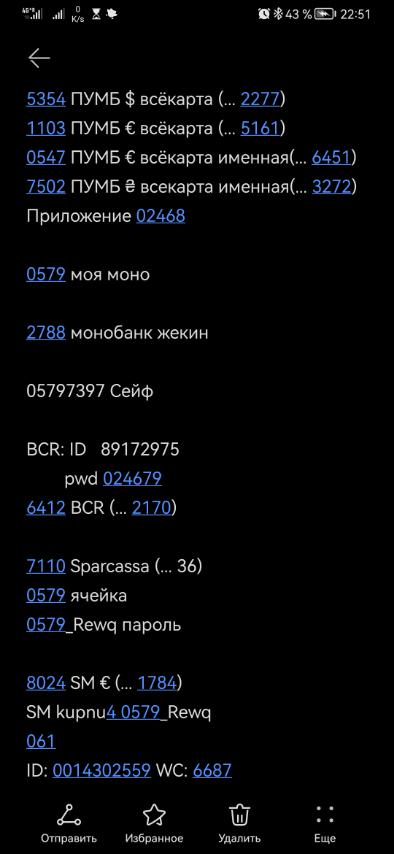 4G 0 K/s 43 % 22:51
5354 ПУМБ $ всёкарта (... 2277)
1103 ПУМБ € всёкарта (... 5161)
0547 ПУМБ € всёкарта именная(... 6451)
7502 ПУМБ ₴ всекарта именная(... 3272)
Приложение 02468
0579 моя моно
2788 монобанк жекин
05797397 Сейф
BCR: ID 89172975
pwd 024679
6412 BCR (... 2170)
7110 Sparcassa (... 36)
0579 ячейка
0579_Rewq пароль
8024 SM € (... 1784)
SM kupnu4 0579_Rewq
061
ID: 0014302559 WC: 6687
Отправить Избранное Удалить Еще